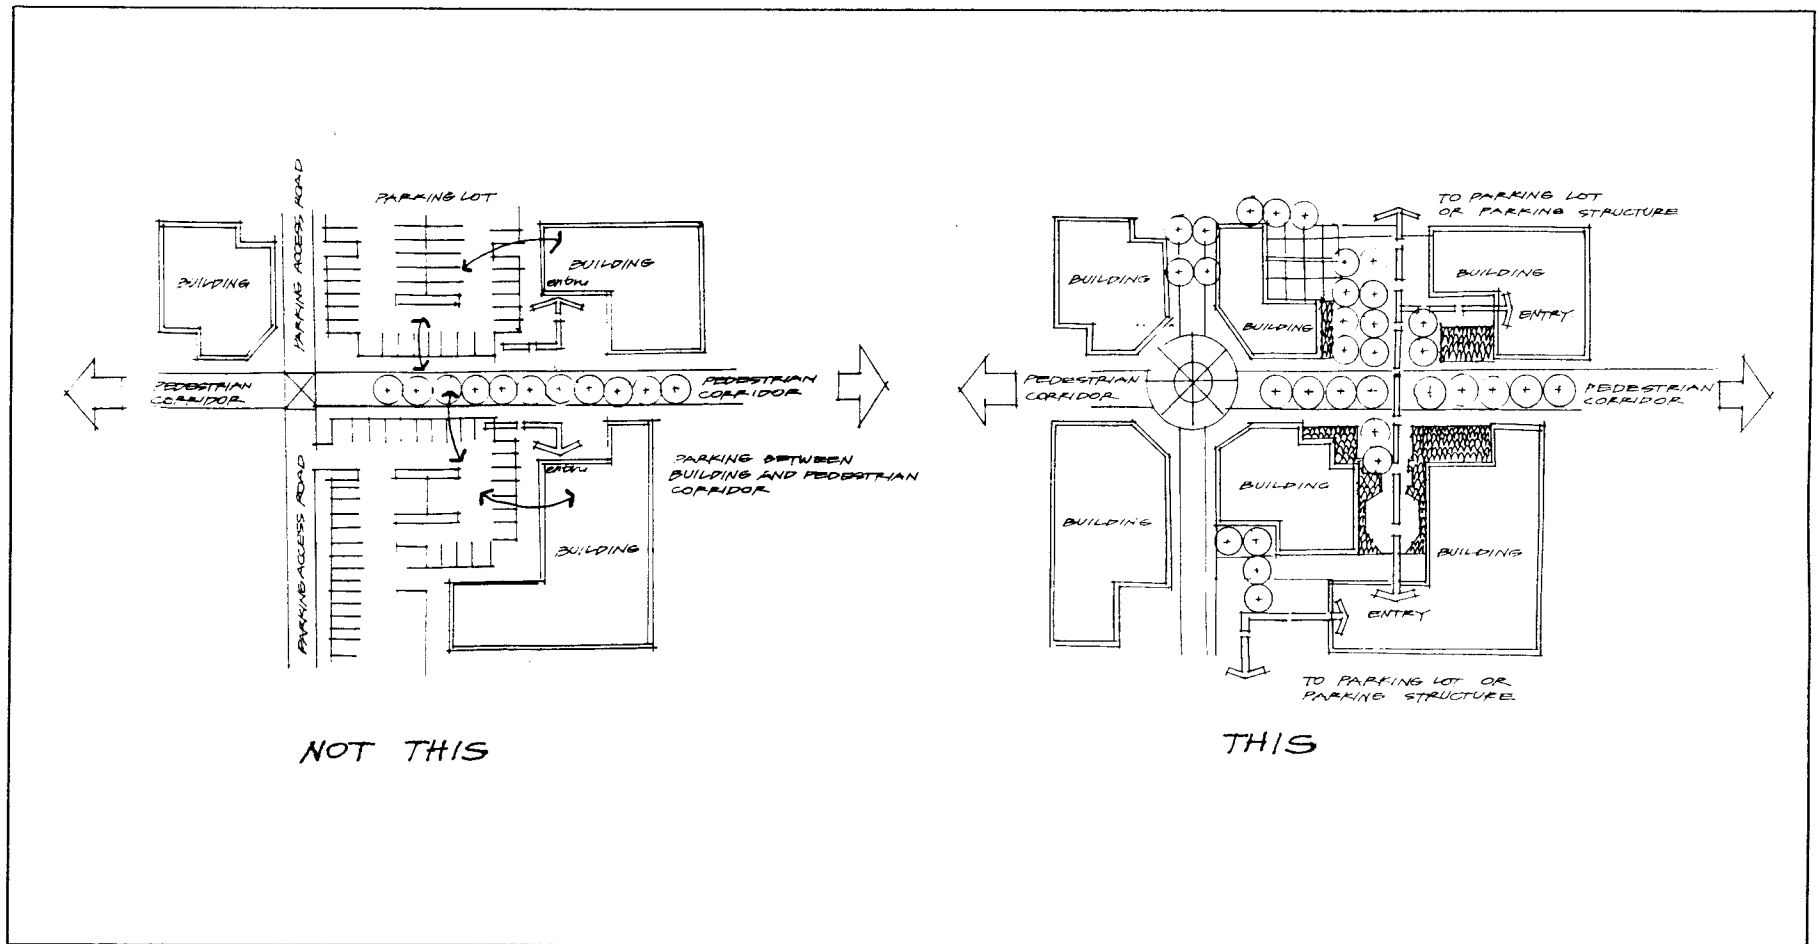 PARKING LOT
PARKING ACCESS ROAD
BUILDING
BUILDING
entry
PEDESTRIAN
CORRIDOR
PEDESTRIAN
CORRIDOR
entry
PARKING BETWEEN
BUILDING AND PEDESTRIAN
CORRIDOR
PARKING ACCESS ROAD
BUILDING
NOT THIS
TO PARKING LOT
OR PARKING STRUCTURE
BUILDING
BUILDING
BUILDING
ENTRY
PEDESTRIAN
CORRIDOR
PEDESTRIAN
CORRIDOR
BUILDING
BUILDING
BUILDING
ENTRY
TO PARKING LOT OR
PARKING STRUCTURE
THIS